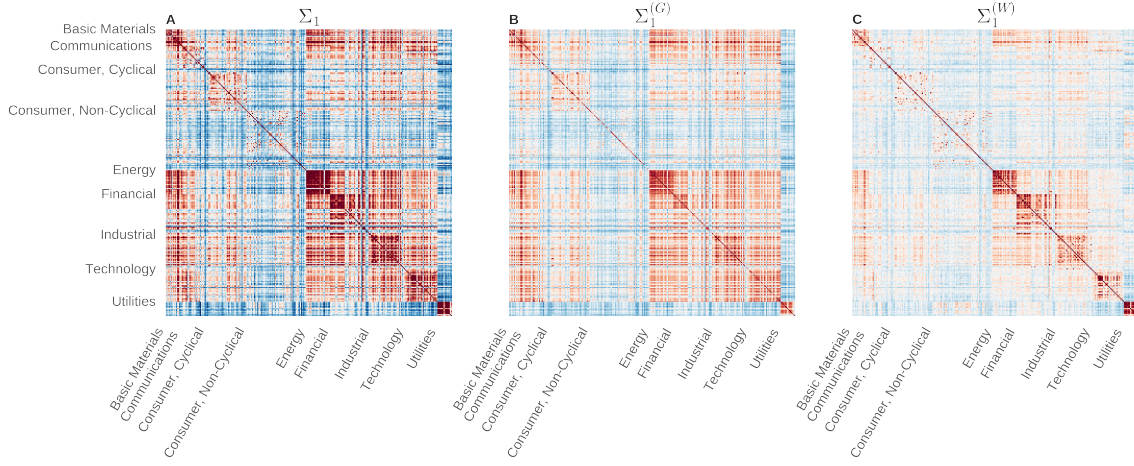 A
Σ₁
B
Σ₁⁽ᴳ⁾
C
Σ₁⁽ᵂ⁾
Basic Materials
Communications
Consumer, Cyclical
Consumer, Non-Cyclical
Energy
Financial
Industrial
Technology
Utilities
Basic Materials
Communications
Consumer, Cyclical
Consumer, Non-Cyclical
Energy
Financial
Industrial
Technology
Utilities
Basic Materials
Communications
Consumer, Cyclical
Consumer, Non-Cyclical
Energy
Financial
Industrial
Technology
Utilities
Basic Materials
Communications
Consumer, Cyclical
Consumer, Non-Cyclical
Energy
Financial
Industrial
Technology
Utilities